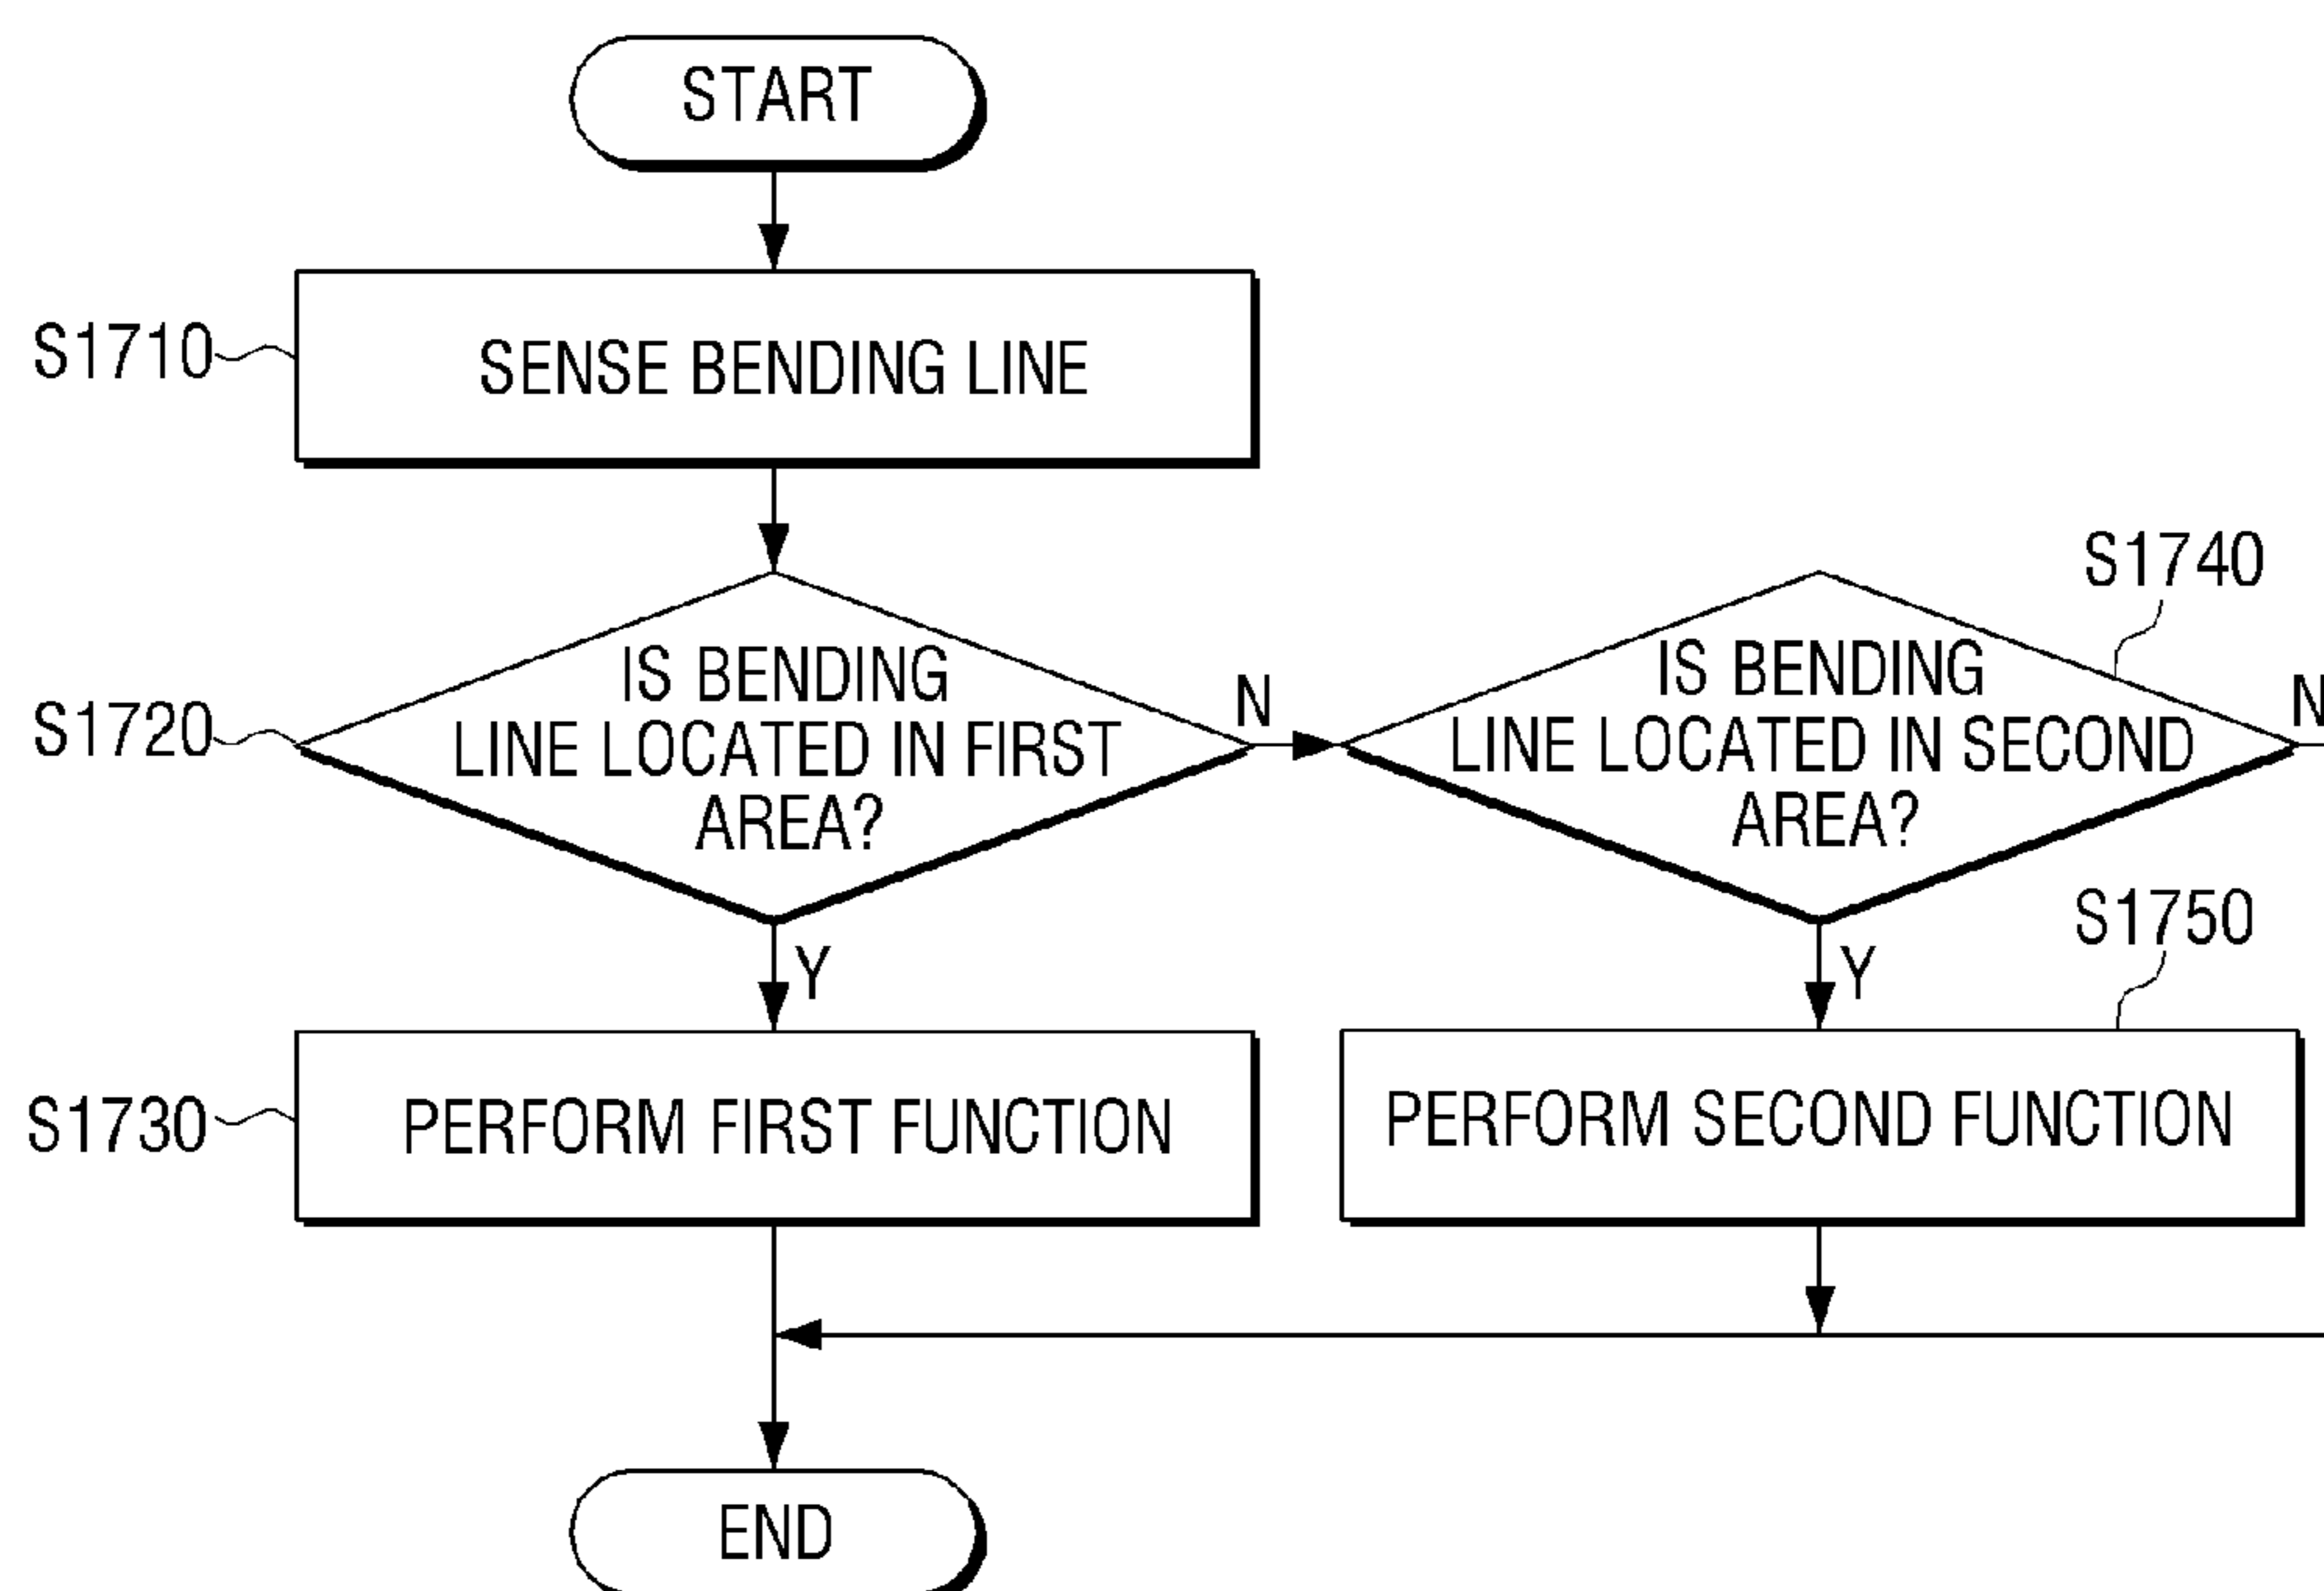 START
S1710
SENSE BENDING LINE
S1720
IS BENDING
LINE LOCATED IN FIRST
AREA?
N
S1740
IS BENDING
LINE LOCATED IN SECOND
AREA?
N
Y
Y
S1730
PERFORM FIRST FUNCTION
S1750
PERFORM SECOND FUNCTION
END